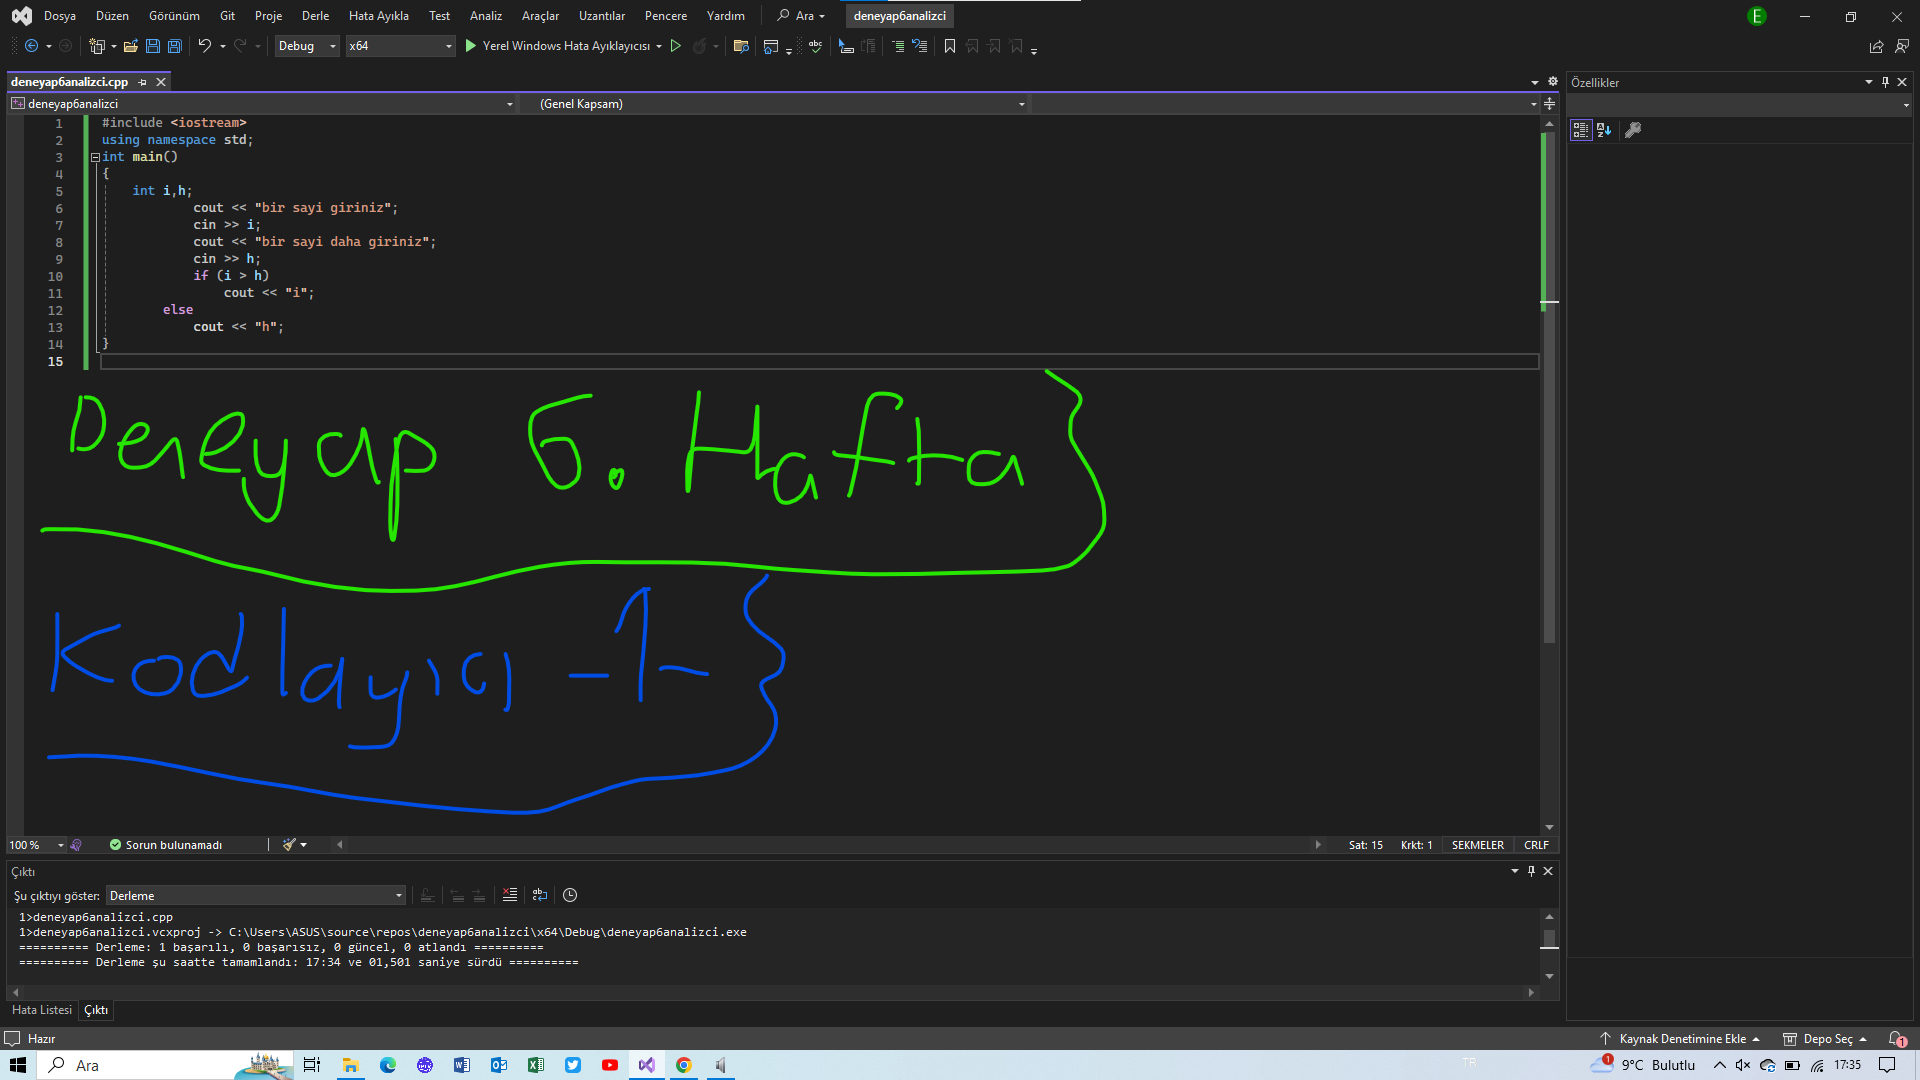 Dosya Düzen Görünüm Git Proje Derle Hata Ayıkla Test Analiz Araçlar Uzantılar Pencere Yardım Ara deneyap6analizci E
Debug x64 Yerel Windows Hata Ayıklayıcısı
deneyap6analizci.cpp
deneyap6analizci (Genel Kapsam)
1 #include <iostream>
2 using namespace std;
3 int main()
4 {
5 int i,h;
6 cout << "bir sayi giriniz";
7 cin >> i;
8 cout << "bir sayi daha giriniz";
9 cin >> h;
10 if (i > h)
11 cout << "i";
12 else
13 cout << "h";
14 }
15
Deneyap 6. Hafta
Kodlayıcı -1-
100 % Sorun bulunamadı Sat: 15 Krkt: 1 SEKMELER CRLF
Çıktı
Şu çıktıyı göster: Derleme
1>deneyap6analizci.cpp
1>deneyap6analizci.vcxproj -> C:\Users\ASUS\source\repos\deneyap6analizci\x64\Debug\deneyap6analizci.exe
========== Derleme: 1 başarılı, 0 başarısız, 0 güncel, 0 atlandı ==========
========== Derleme şu saatte tamamlandı: 17:34 ve 01,501 saniye sürdü ==========
Hata Listesi Çıktı
Özellikler
Hazır Kaynak Denetimine Ekle Depo Seç 1
Ara TR 1 9°C Bulutlu 17:35